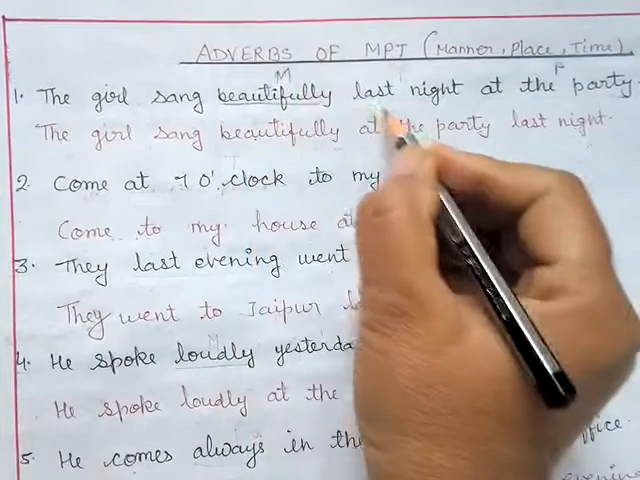 ADVERBS OF MPT (Manner, Place, Time)
M P
1. The girl sang beautifully last night at the party.
The girl sang beautifully at the party last night.
2. Come at 7 O'clock to my
Come to my house at
3. They last evening went
They went to Jaipur
4. He spoke loudly
He spoke loudly at the
5. He comes always in the